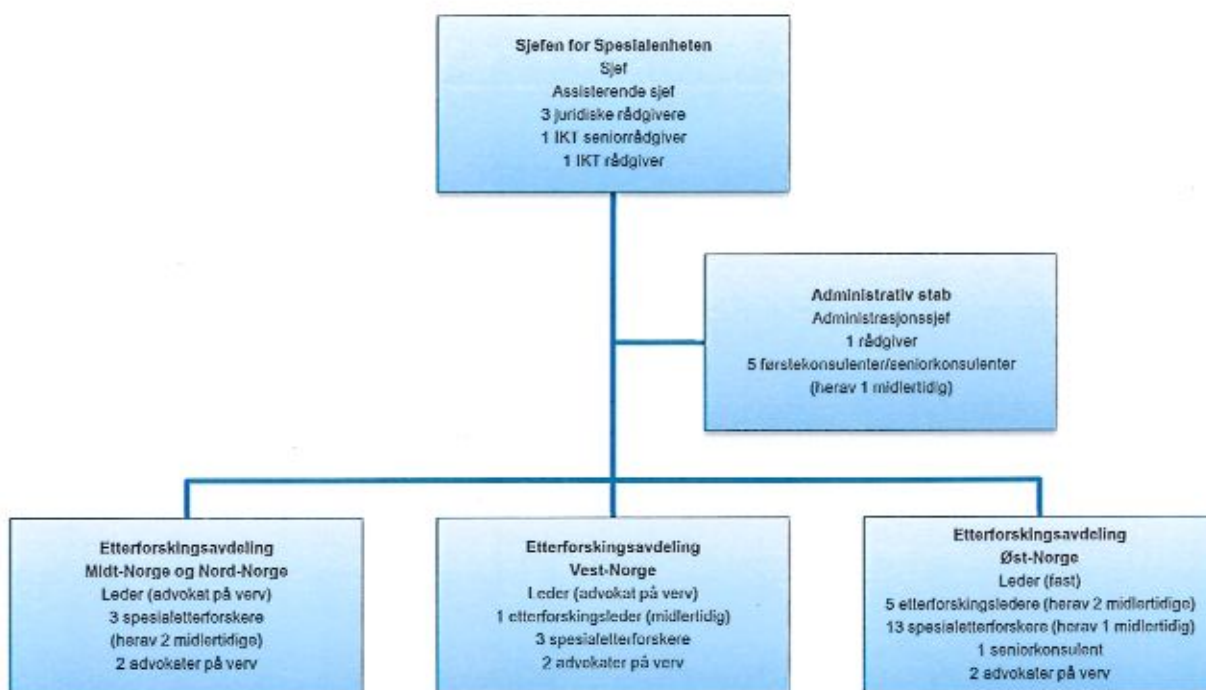 Sjefen for Spesialenheten
Sjef
Assisterende sjef
3 juridiske rådgivere
1 IKT seniorrådgiver
1 IKT rådgiver
Administrativ stab
Administrasjonssjef
1 rådgiver
5 førstekonsulenter/seniorkonsulenter
(herav 1 midlertidig)
Etterforskingsavdeling
Midt-Norge og Nord-Norge
Leder (advokat på verv)
3 spesialetterforskere
(herav 2 midlertidige)
2 advokater på verv
Etterforskingsavdeling
Vest-Norge
Leder (advokat på verv)
1 etterforskingsleder (midlertidig)
3 spesialetterforskere
2 advokater på verv
Etterforskingsavdeling
Øst-Norge
Leder (fast)
5 etterforskingsledere (herav 2 midlertidige)
13 spesialetterforskere (herav 1 midlertidig)
1 seniorkonsulent
2 advokater på verv